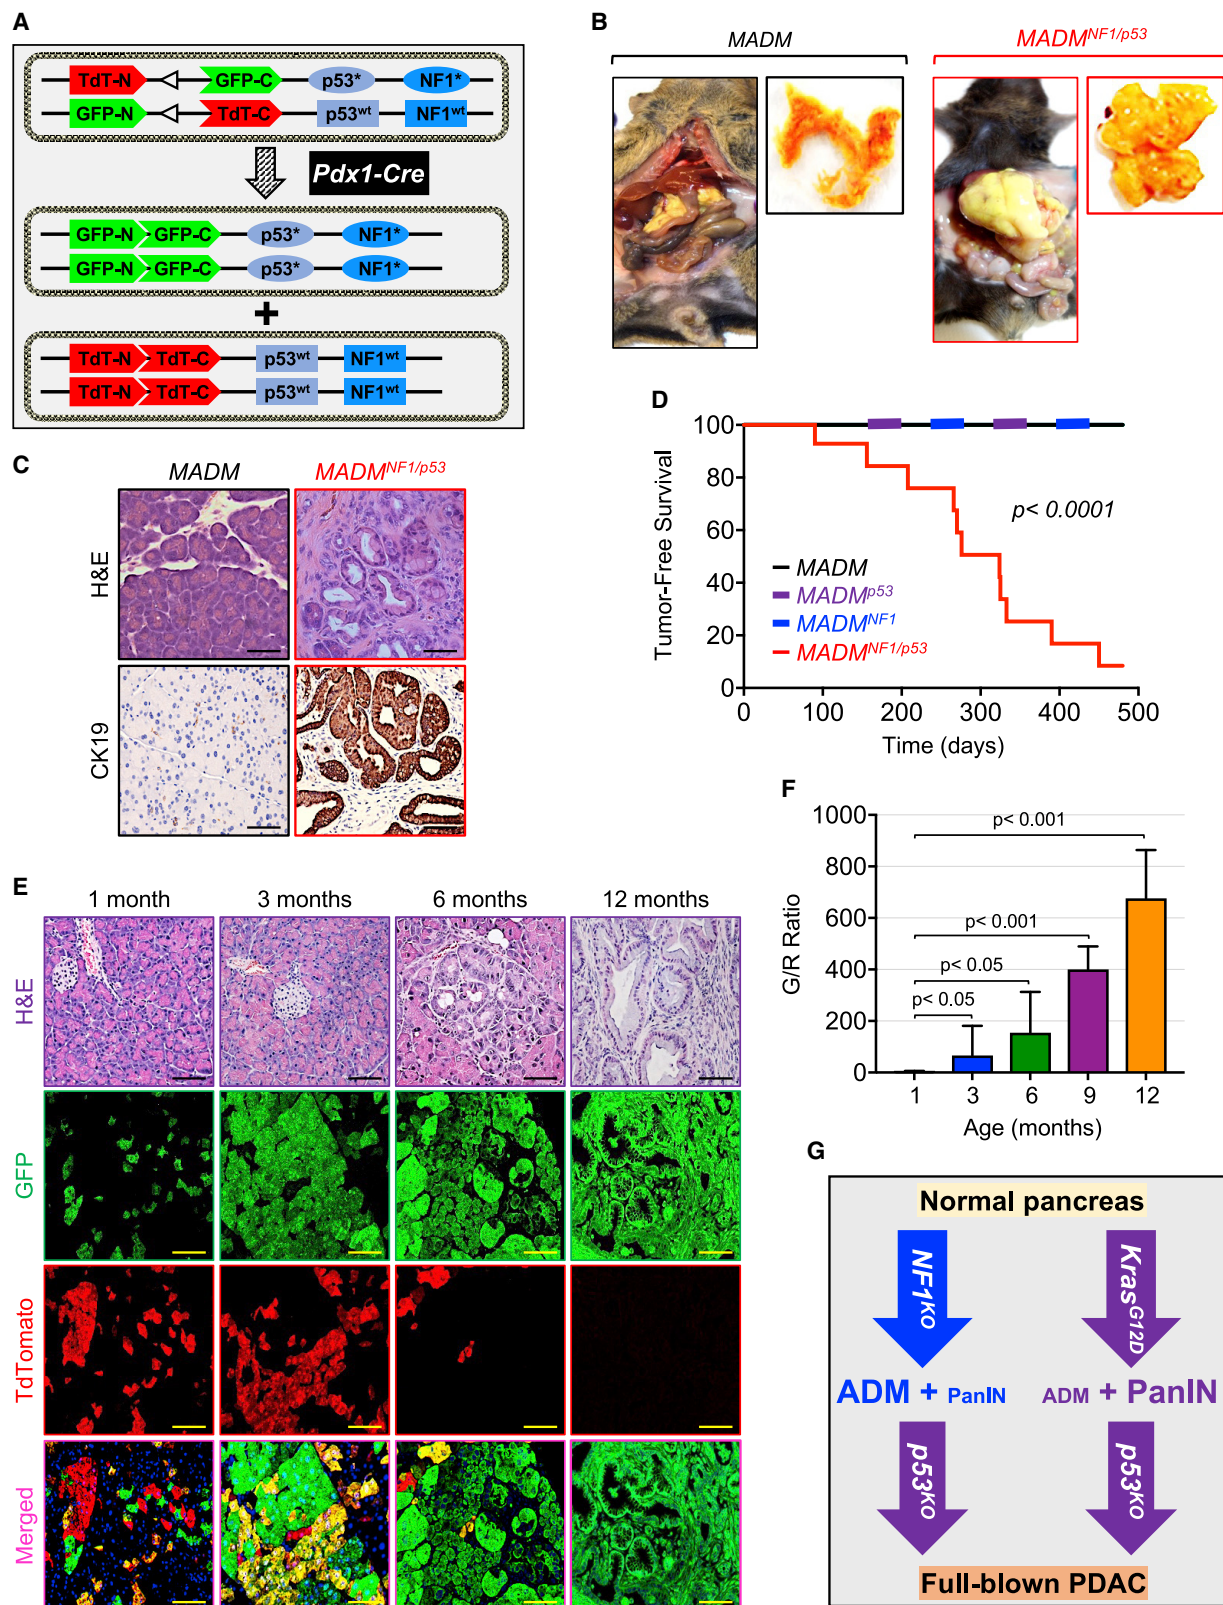 A
TdT-N GFP-C p53* NF1*
GFP-N TdT-C p53wt NF1wt
Pdx1-Cre
GFP-N GFP-C p53* NF1*
GFP-N GFP-C p53* NF1*
+
TdT-N TdT-C p53wt NF1wt
TdT-N TdT-C p53wt NF1wt
B
MADM MADMNF1/p53
C
MADM MADMNF1/p53
H&E
CK19
D
100
80
60
40
20
0
Tumor-Free Survival
p< 0.0001
MADM
MADMp53
MADMNF1
MADMNF1/p53
0 100 200 300 400 500
Time (days)
E
1 month 3 months 6 months 12 months
H&E
GFP
TdTomato
Merged
F
1000
800
600
400
200
0
G/R Ratio
p< 0.001
p< 0.001
p< 0.05
p< 0.05
1 3 6 9 12
Age (months)
G
Normal pancreas
NF1KO KrasG12D
ADM + PanIN ADM + PanIN
p53KO p53KO
Full-blown PDAC